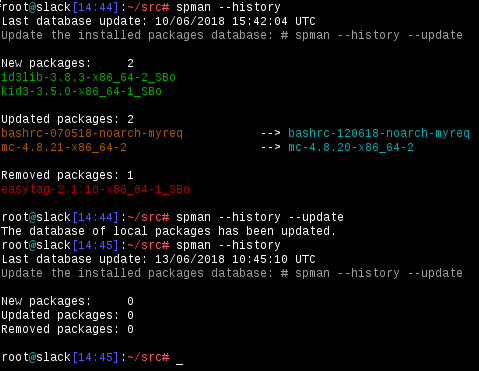 root@slack[14:44]:~/src# spman --history
Last database update: 10/06/2018 15:42:04 UTC
Update the installed packages database: # spman --history --update
New packages: 2
id3lib-3.8.3-x86_64-2_SBo
kid3-3.5.0-x86_64-1_SBo
Updated packages: 2
bashrc-070518-noarch-myreq --> bashrc-120618-noarch-myreq
mc-4.8.21-x86_64-2 --> mc-4.8.20-x86_64-2
Removed packages: 1
easytag-2.1.10-x86_64-1_SBo
root@slack[14:44]:~/src# spman --history --update
The database of local packages has been updated.
root@slack[14:45]:~/src# spman --history
Last database update: 13/06/2018 10:45:10 UTC
Update the installed packages database: # spman --history --update
New packages: 0
Updated packages: 0
Removed packages: 0
root@slack[14:45]:~/src# _